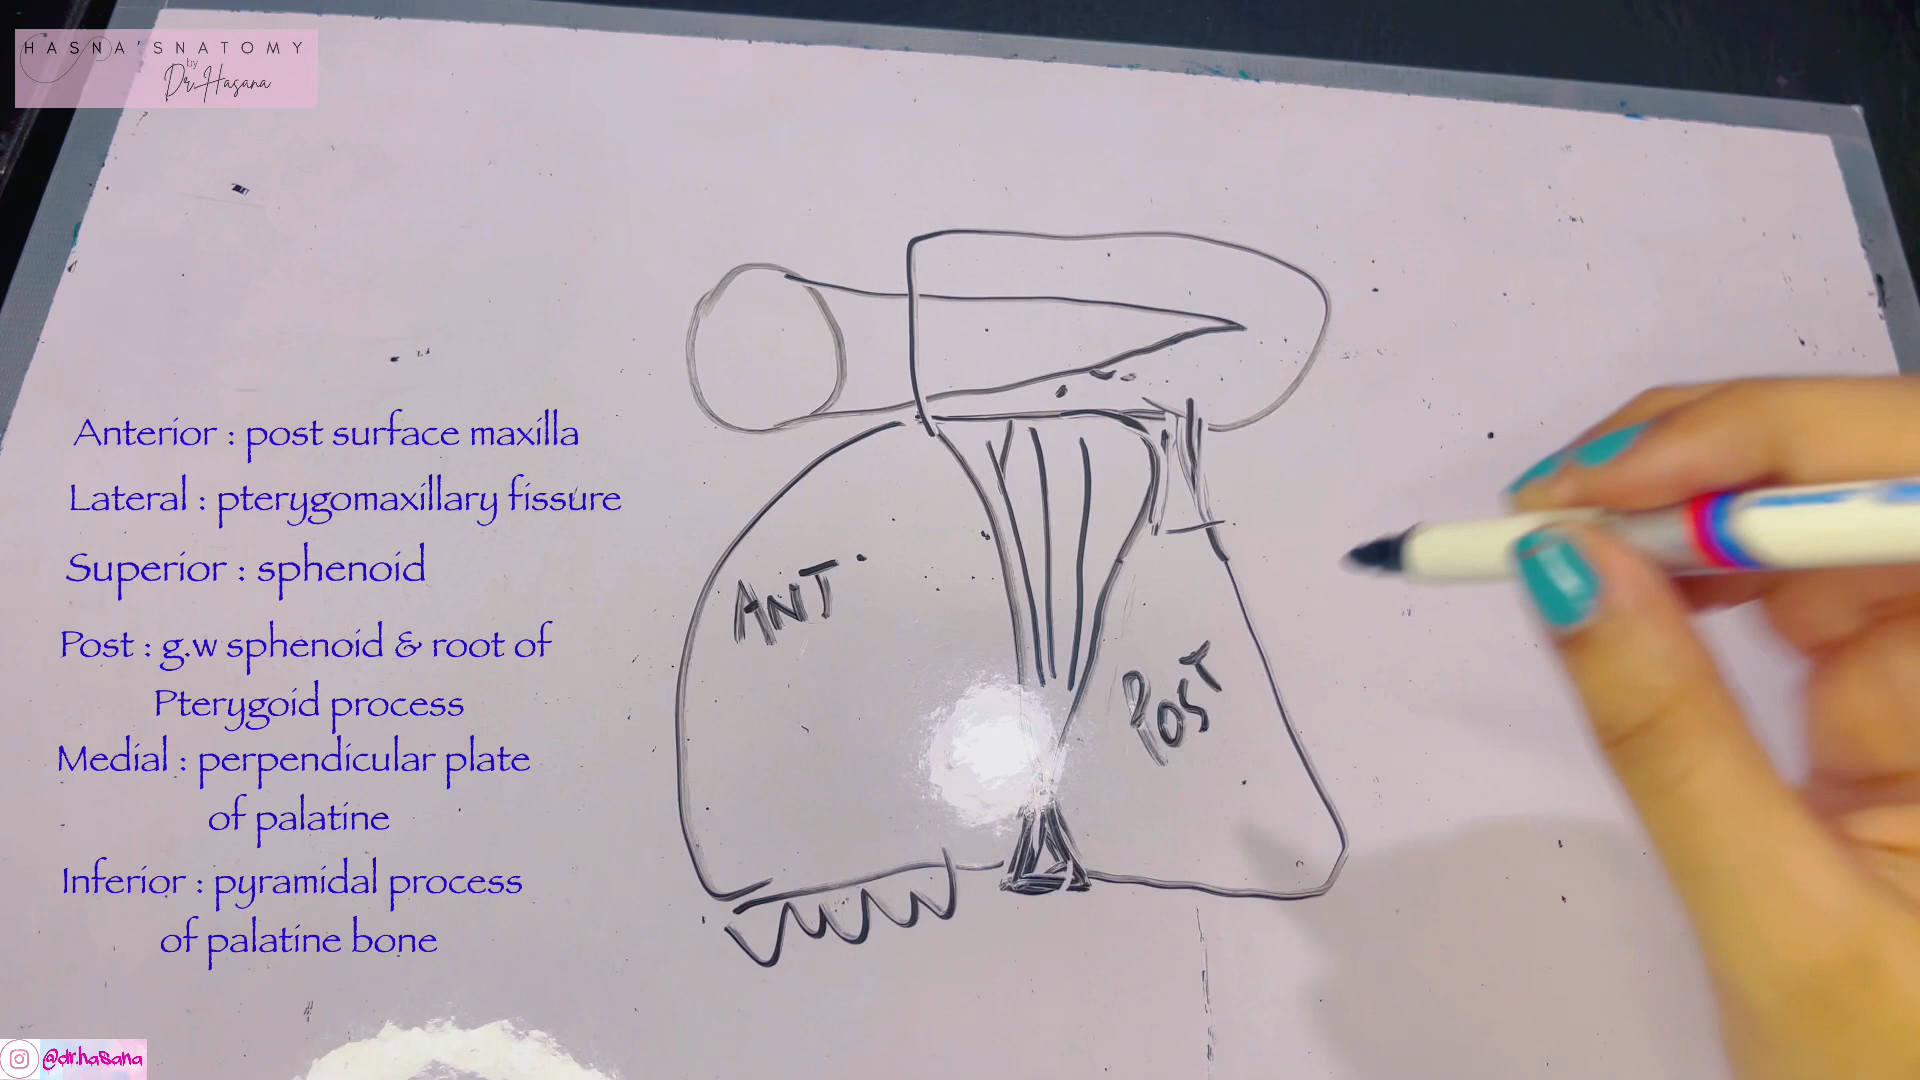 HASNA'SNATOMY
by
Dr.Hasana
Anterior : post surface maxilla
Lateral : pterygomaxillary fissure
Superior : sphenoid
Post : g.w sphenoid & root of
Pterygoid process
Medial : perpendicular plate
of palatine
Inferior : pyramidal process
of palatine bone
ANT
POST
@dr.hasana